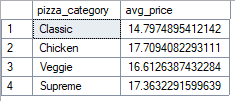 pizza_category avg_price
1 Classic 14.7974895412142
2 Chicken 17.7094082293111
3 Veggie 16.6126387432284
4 Supreme 17.3632291599639